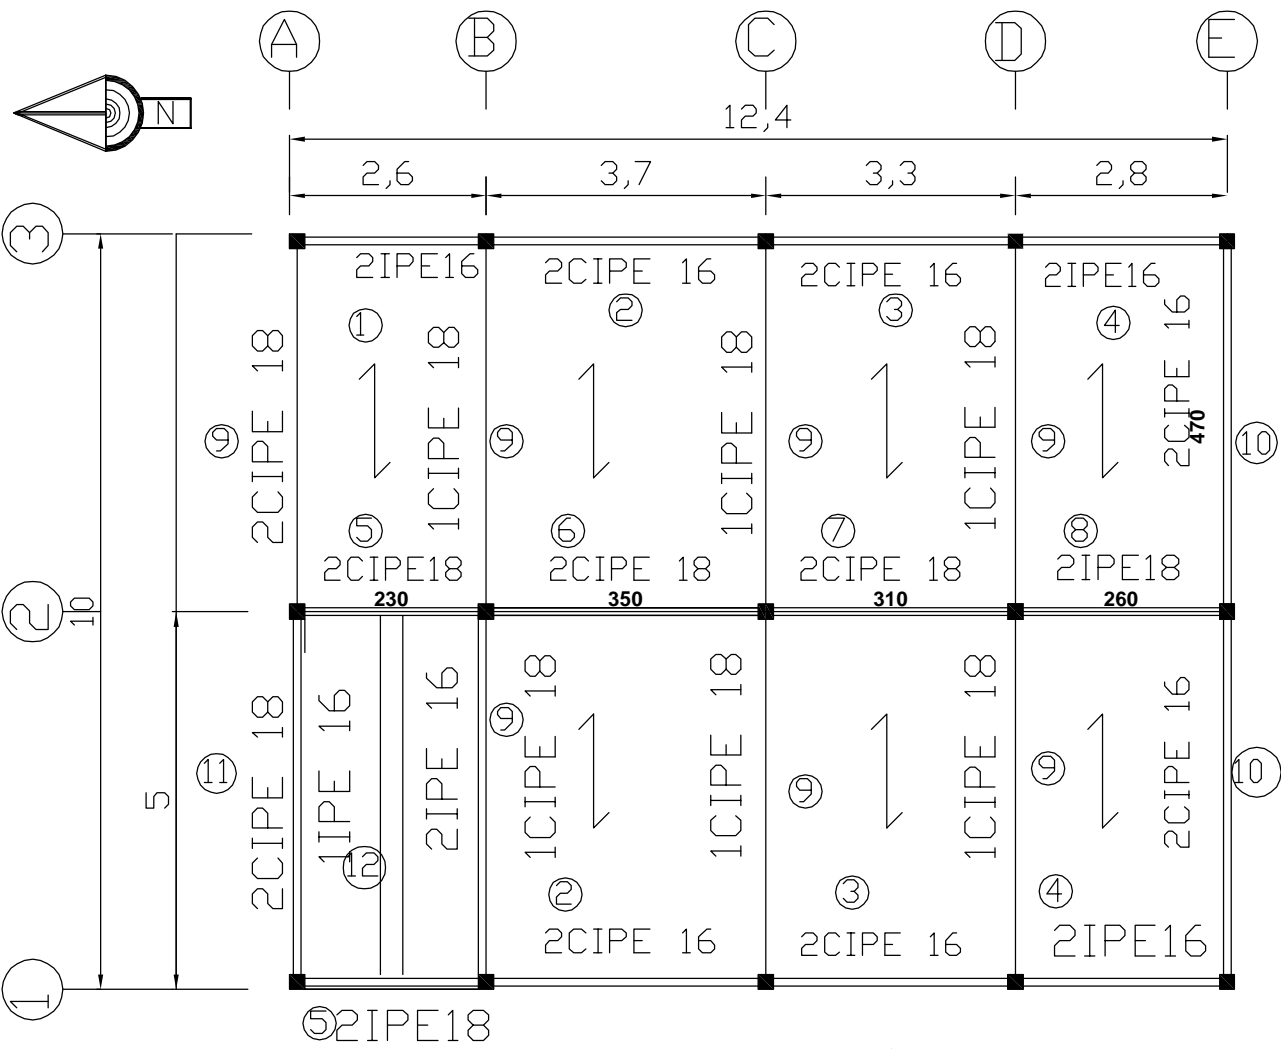 A B C D E
N
12,4
2,6 3,7 3,3 2,8
3
2IPE16 2CIPE 16 2CIPE 16 2IPE16
1 2 3 4
2CIPE 18
1CIPE 18
1CIPE 18
1CIPE 18
2CIPE 16
470
9 9 9 9 10
5 6 7 8
2CIPE18 2CIPE 18 2CIPE 18 2IPE18
230 350 310 260
2
10
5
2CIPE 18
1IPE 16
2IPE 16
1CIPE 18
1CIPE 18
1CIPE 18
2CIPE 16
9
11 9 9 10
12
2 3 4
2CIPE 16 2CIPE 16 2IPE16
1
5 2IPE18